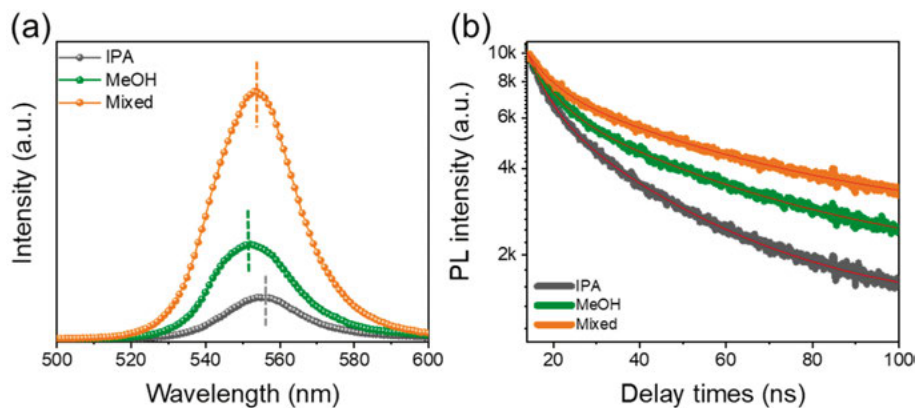 (a)
IPA
MeOH
Mixed
Intensity (a.u.)
500 520 540 560 580 600
Wavelength (nm)
(b)
10k
8k
6k
4k
2k
PL intensity (a.u.)
IPA
MeOH
Mixed
20 40 60 80 100
Delay times (ns)